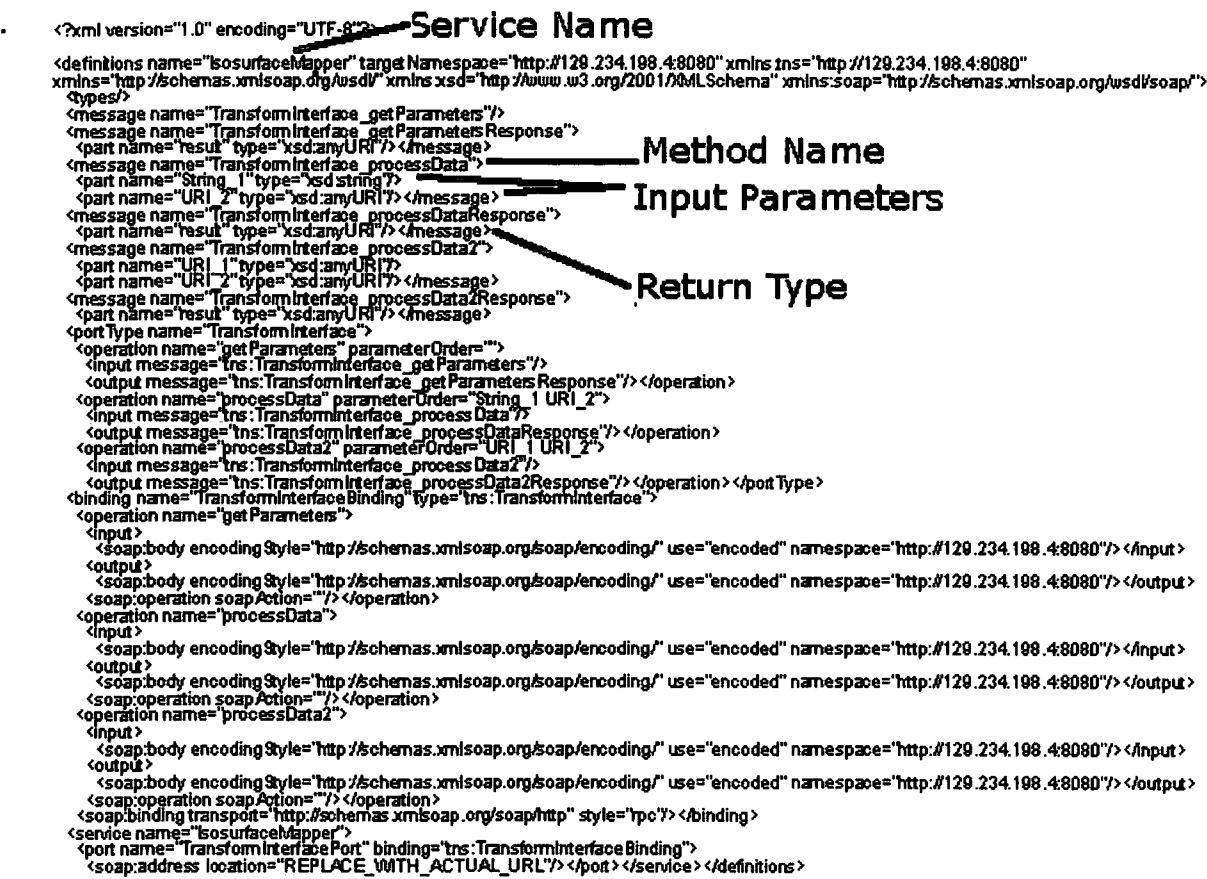 <?xml version="1.0" encoding="UTF-8"?> Service Name
<definitions name="IsosurfaceMapper" targetNamespace="http://129.234.198.4:8080" xmlns:tns="http://129.234.198.4:8080"
xmlns="http://schemas.xmlsoap.org/wsdl/" xmlns:xsd="http://www.w3.org/2001/XMLSchema" xmlns:soap="http://schemas.xmlsoap.org/wsdl/soap/">
<types/>
<message name="TransformInterface_getParameters"/>
<message name="TransformInterface_getParametersResponse">
<part name="result" type="xsd:anyURI"/></message>
<message name="TransformInterface_processData"> Method Name
<part name="String_1" type="xsd:string"/>
<part name="URI_2" type="xsd:anyURI"/></message> Input Parameters
<message name="TransformInterface_processDataResponse">
<part name="result" type="xsd:anyURI"/></message>
<message name="TransformInterface_processData2">
<part name="URI_1" type="xsd:anyURI"/>
<part name="URI_2" type="xsd:anyURI"/></message> Return Type
<message name="TransformInterface_processData2Response">
<part name="result" type="xsd:anyURI"/></message>
<portType name="TransformInterface">
<operation name="getParameters" parameterOrder="">
<input message="tns:TransformInterface_getParameters"/>
<output message="tns:TransformInterface_getParametersResponse"/></operation>
<operation name="processData" parameterOrder="String_1 URI_2">
<input message="tns:TransformInterface_processData"/>
<output message="tns:TransformInterface_processDataResponse"/></operation>
<operation name="processData2" parameterOrder="URI_1 URI_2">
<input message="tns:TransformInterface_processData2"/>
<output message="tns:TransformInterface_processData2Response"/></operation></portType>
<binding name="TransformInterfaceBinding" type="tns:TransformInterface">
<operation name="getParameters">
<input>
<soap:body encodingStyle="http://schemas.xmlsoap.org/soap/encoding/" use="encoded" namespace="http://129.234.198.4:8080"/></input>
<output>
<soap:body encodingStyle="http://schemas.xmlsoap.org/soap/encoding/" use="encoded" namespace="http://129.234.198.4:8080"/></output>
<soap:operation soapAction=""/></operation>
<operation name="processData">
<input>
<soap:body encodingStyle="http://schemas.xmlsoap.org/soap/encoding/" use="encoded" namespace="http://129.234.198.4:8080"/></input>
<output>
<soap:body encodingStyle="http://schemas.xmlsoap.org/soap/encoding/" use="encoded" namespace="http://129.234.198.4:8080"/></output>
<soap:operation soapAction=""/></operation>
<operation name="processData2">
<input>
<soap:body encodingStyle="http://schemas.xmlsoap.org/soap/encoding/" use="encoded" namespace="http://129.234.198.4:8080"/></input>
<output>
<soap:body encodingStyle="http://schemas.xmlsoap.org/soap/encoding/" use="encoded" namespace="http://129.234.198.4:8080"/></output>
<soap:operation soapAction=""/></operation>
<soap:binding transport="http://schemas.xmlsoap.org/soap/http" style="rpc"/></binding>
<service name="IsosurfaceMapper">
<port name="TransformInterfacePort" binding="tns:TransformInterfaceBinding">
<soap:address location="REPLACE_WITH_ACTUAL_URL"/></port></service></definitions>